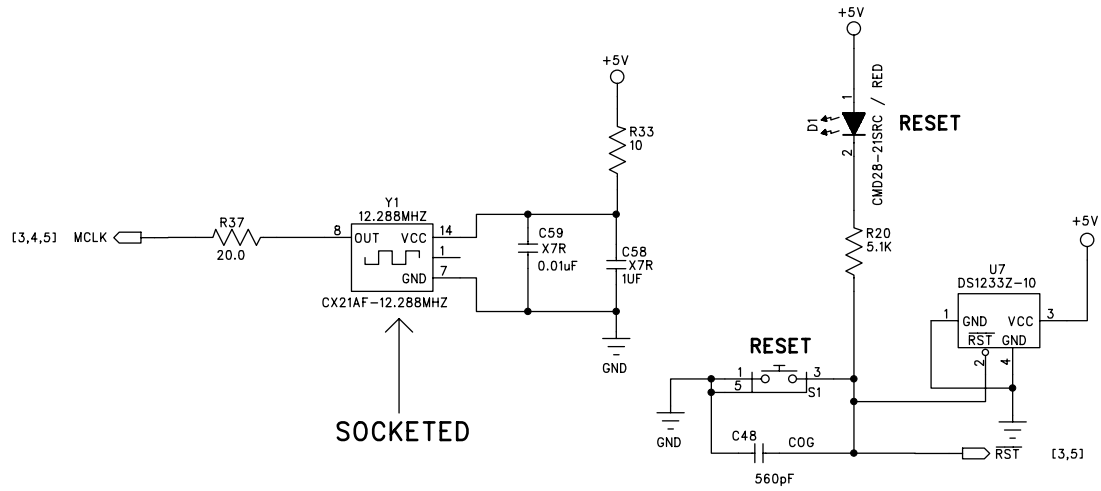 +5V
+5V
1
D1
CMD28-21SRC / RED
RESET
2
R33
10
Y1
12.288MHZ
R37
20.0
[3,4,5] MCLK
8 OUT VCC 14
1
GND 7
CX21AF-12.288MHZ
C59
X7R
0.01uF
C58
X7R
1UF
GND
SOCKETED
R20
5.1K
+5V
U7
DS1233Z-10
1 GND VCC 3
RST GND
2 4
RESET
1 3
5 S1
GND
C48 COG
560pF
RST [3,5]